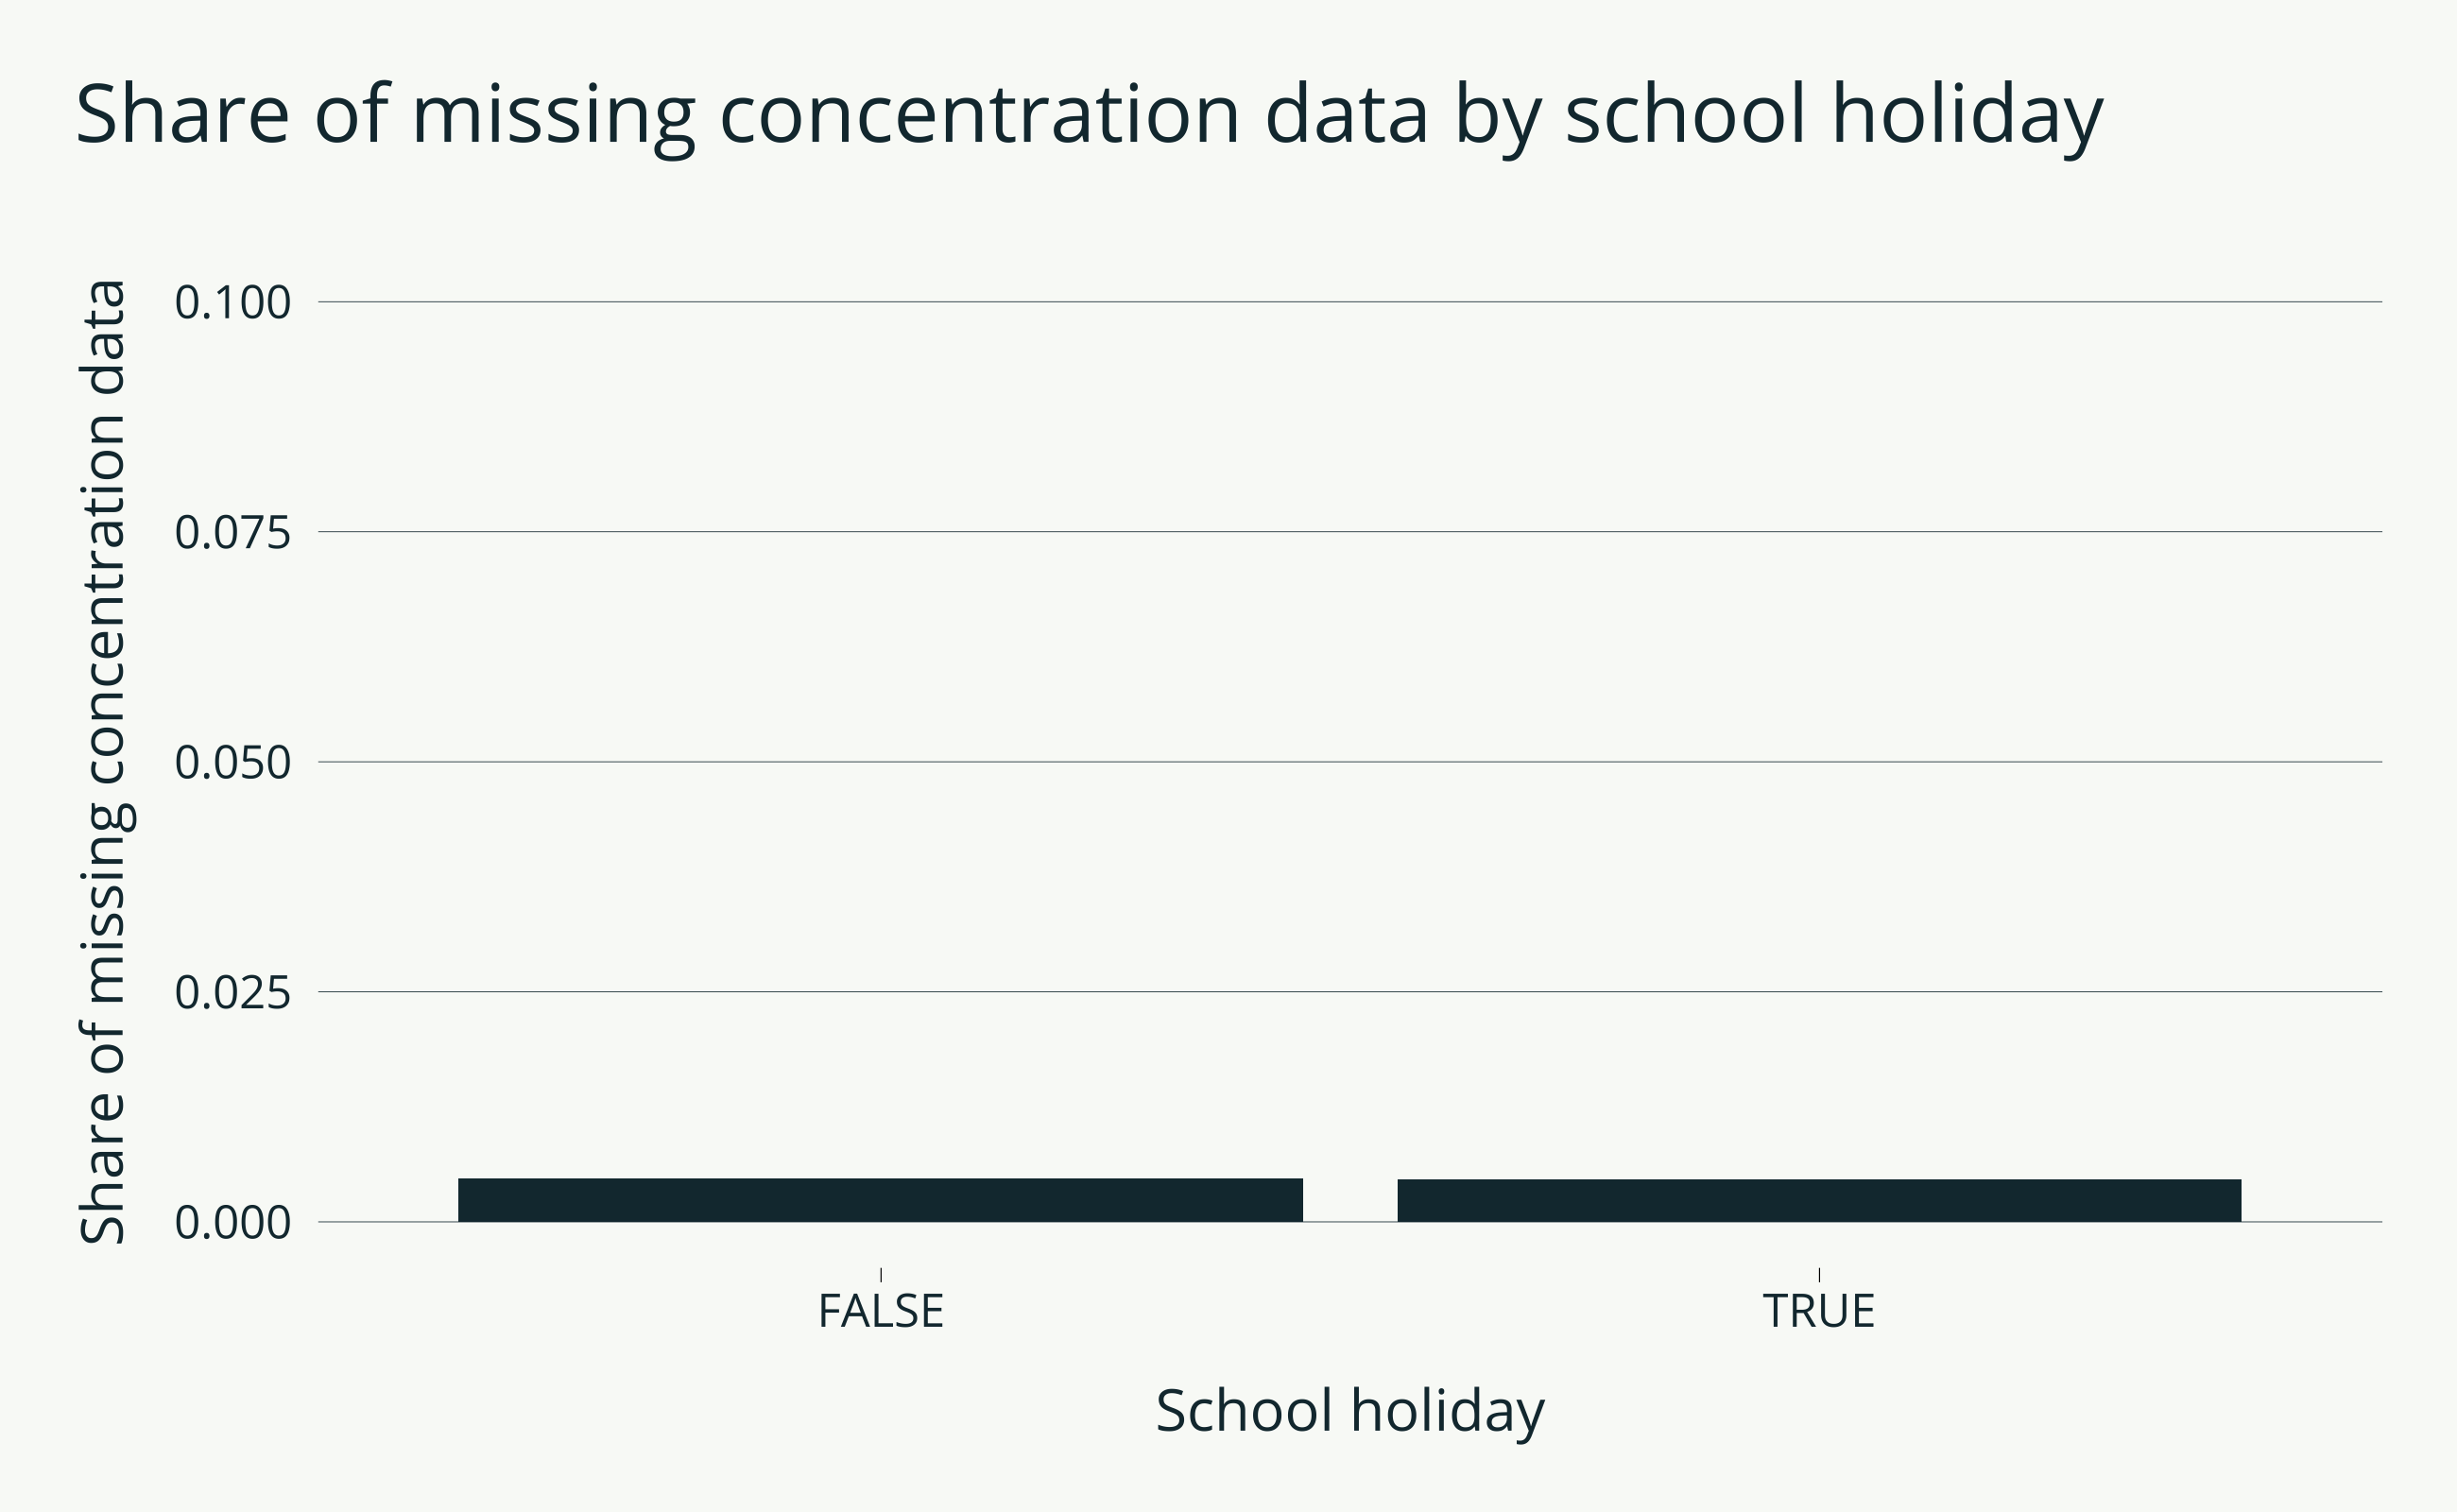 Share of missing concentration data by school holiday
Share of missing concentration data
0.100
0.075
0.050
0.025
0.000
FALSE
TRUE
School holiday